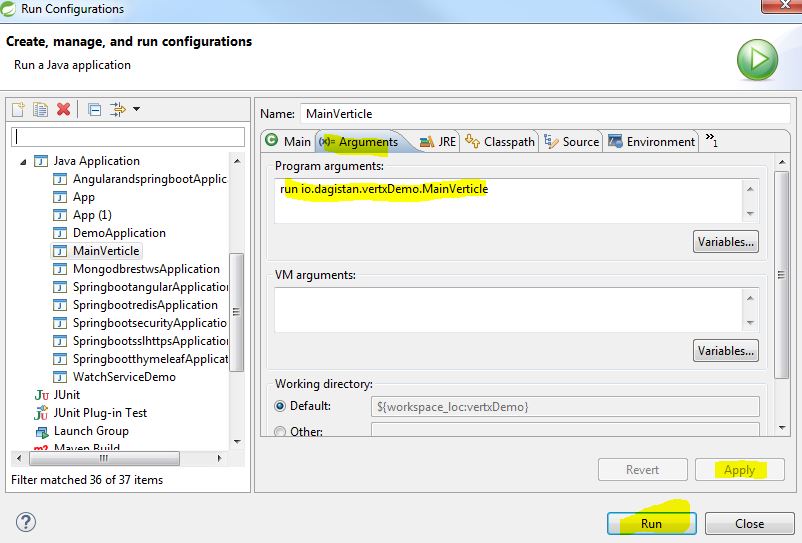 Run Configurations
Create, manage, and run configurations
Run a Java application
Name: MainVerticle
Main (x)= Arguments JRE Classpath Source Environment »1
Java Application
AngularandspringbootApplica
App
App (1)
DemoApplication
MainVerticle
MongodbrestwsApplication
SpringbootangularApplicati
SpringbootredisApplication
SpringbootsecurityApplicatio
SpringbootsslhttpsApplicatio
SpringbootthymeleafApplicat
WatchServiceDemo
JUnit
JUnit Plug-in Test
Launch Group
Maven Build
Filter matched 36 of 37 items
Program arguments:
run io.dagistan.vertxDemo.MainVerticle
Variables...
VM arguments:
Variables...
Working directory:
Default: ${workspace_loc:vertxDemo}
Other:
Revert Apply
? Run Close